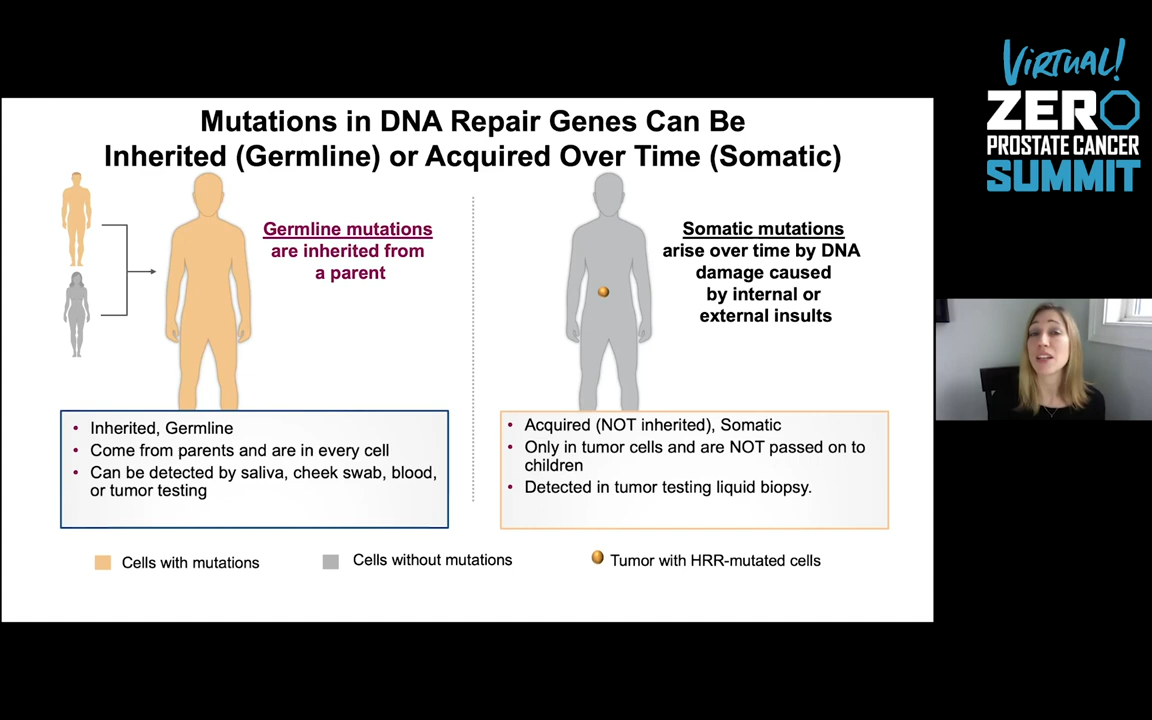 Mutations in DNA Repair Genes Can Be
Inherited (Germline) or Acquired Over Time (Somatic)
Germline mutations
are inherited from
a parent
Somatic mutations
arise over time by DNA
damage caused
by internal or
external insults
• Inherited, Germline
• Come from parents and are in every cell
• Can be detected by saliva, cheek swab, blood,
or tumor testing
• Acquired (NOT inherited), Somatic
• Only in tumor cells and are NOT passed on to
children
• Detected in tumor testing liquid biopsy.
Cells with mutations
Cells without mutations
Tumor with HRR-mutated cells
VIRTUAL!
ZERO
PROSTATE CANCER
SUMMIT